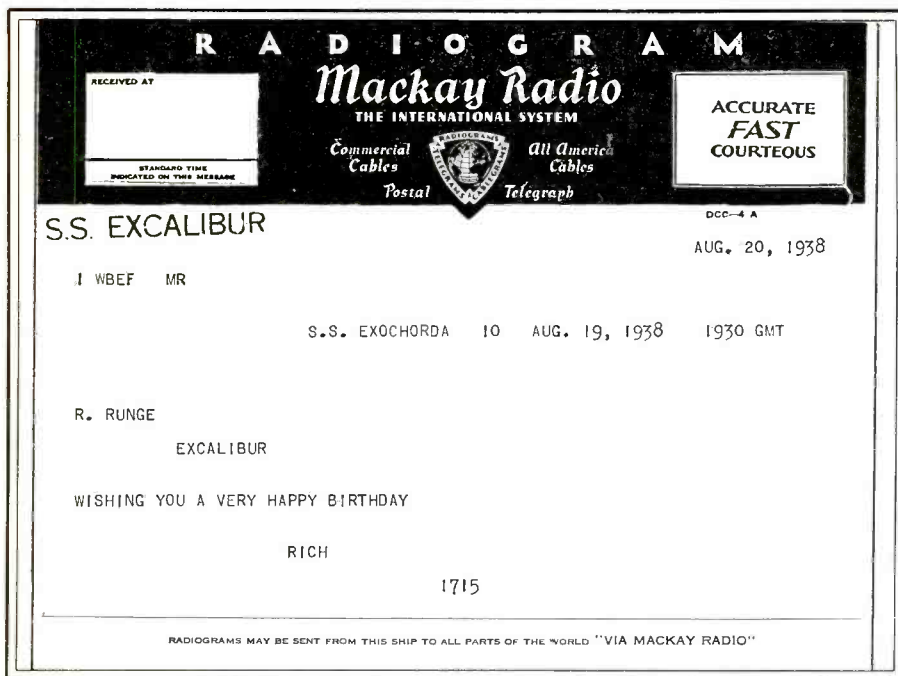 RADIOGRAM
RECEIVED AT
STANDARD TIME
INDICATED ON THIS MESSAGE
Mackay Radio
THE INTERNATIONAL SYSTEM
Commercial Cables
All America Cables
Postal Telegraph
RADIOGRAMS TELEGRAMS CABLEGRAMS
ACCURATE
FAST
COURTEOUS
DCC-4 A
S.S. EXCALIBUR
AUG. 20, 1938
1 WBEF MR
S.S. EXOCHORDA 10 AUG. 19, 1938 1930 GMT
R. RUNGE
EXCALIBUR
WISHING YOU A VERY HAPPY BIRTHDAY
RICH
1715
RADIOGRAMS MAY BE SENT FROM THIS SHIP TO ALL PARTS OF THE WORLD "VIA MACKAY RADIO"